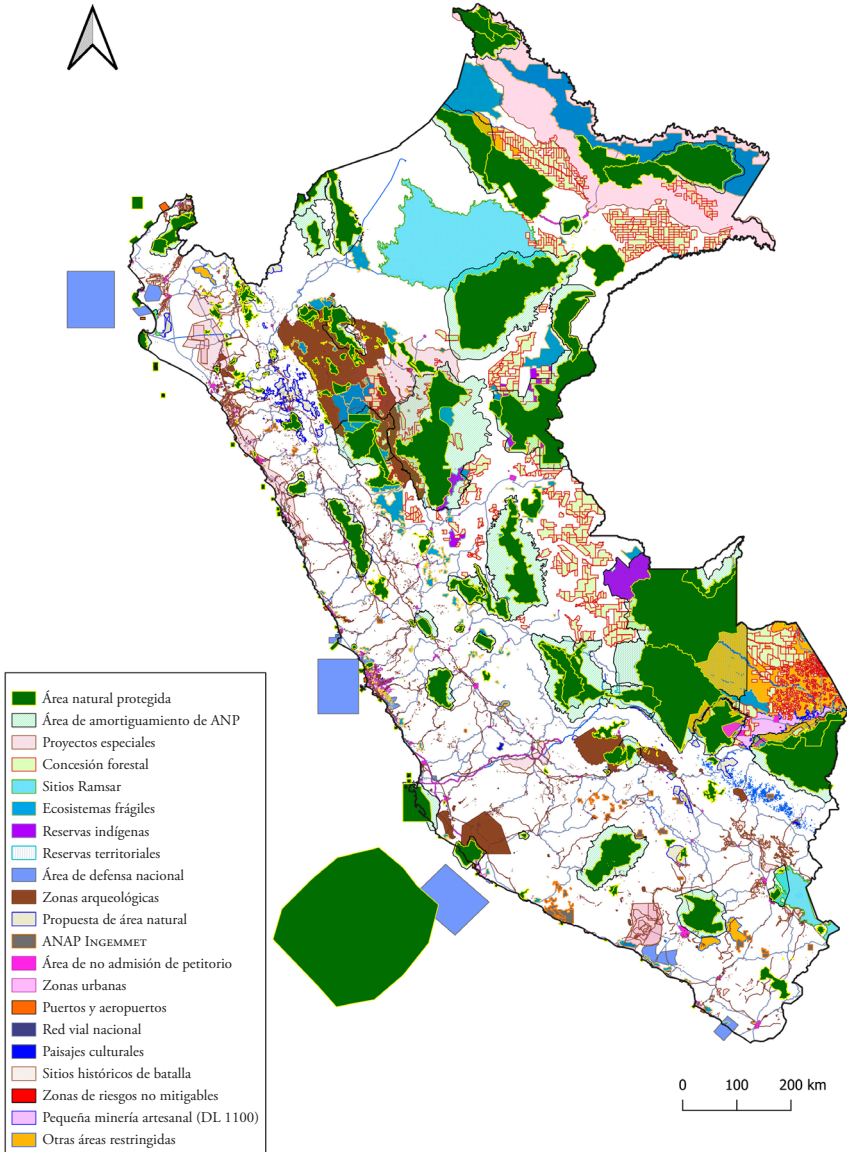 Área natural protegida
Área de amortiguamiento de ANP
Proyectos especiales
Concesión forestal
Sitios Ramsar
Ecosistemas frágiles
Reservas indígenas
Reservas territoriales
Área de defensa nacional
Zonas arqueológicas
Propuesta de área natural
ANAP INGEMMET
Área de no admisión de petitorio
Zonas urbanas
Puertos y aeropuertos
Red vial nacional
Paisajes culturales
Sitios históricos de batalla
Zonas de riesgos no mitigables
Pequeña minería artesanal (DL 1100)
Otras áreas restringidas
0 100 200 km